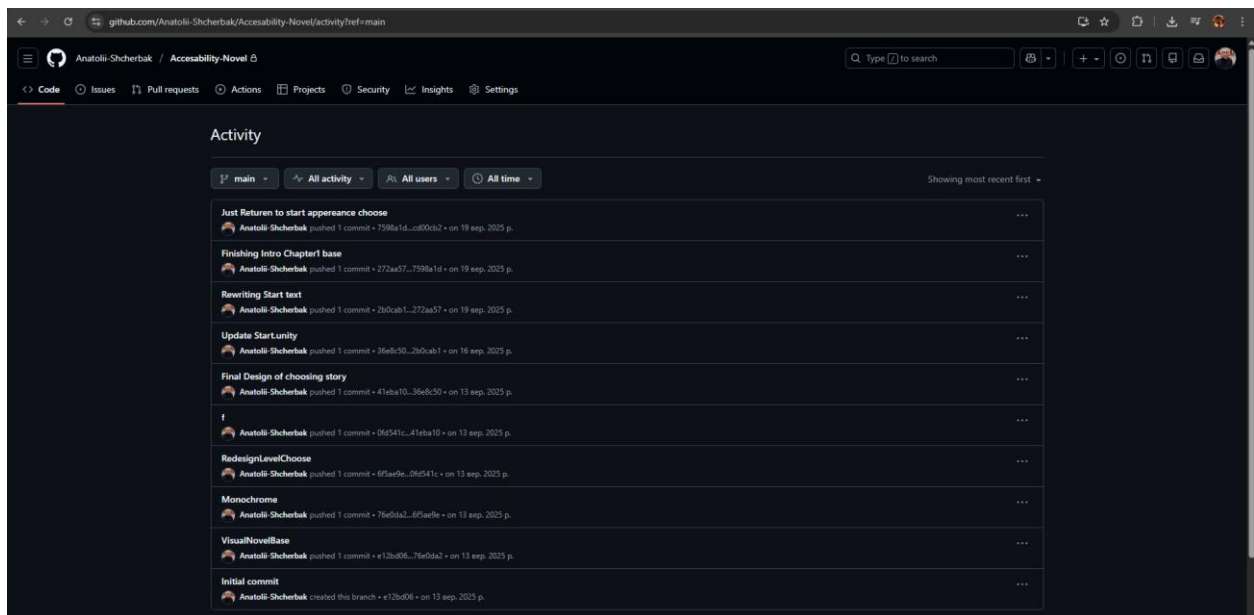 github.com/Anatolii-Shcherbak/Accesability-Novel/activity?ref=main
Anatolii-Shcherbak / Accesability-Novel
Type / to search
Code Issues Pull requests Actions Projects Security Insights Settings
Activity
main All activity All users All time Showing most recent first
Just Returen to start appereance choose
Anatolii-Shcherbak pushed 1 commit • 7598a1d...cd00cb2 • on 19 вер. 2025 р.
Finishing Intro Chapter1 base
Anatolii-Shcherbak pushed 1 commit • 272aa57...7598a1d • on 19 вер. 2025 р.
Rewriting Start text
Anatolii-Shcherbak pushed 1 commit • 2b0cab1...272aa57 • on 19 вер. 2025 р.
Update Start.unity
Anatolii-Shcherbak pushed 1 commit • 36e8c50...2b0cab1 • on 16 вер. 2025 р.
Final Design of choosing story
Anatolii-Shcherbak pushed 1 commit • 41eba10...36e8c50 • on 13 вер. 2025 р.
f
Anatolii-Shcherbak pushed 1 commit • 0fd541c...41eba10 • on 13 вер. 2025 р.
RedesignLevelChoose
Anatolii-Shcherbak pushed 1 commit • 6f5ae9e...0fd541c • on 13 вер. 2025 р.
Monochrome
Anatolii-Shcherbak pushed 1 commit • 76e0da2...6f5ae9e • on 13 вер. 2025 р.
VisualNovelBase
Anatolii-Shcherbak pushed 1 commit • e12bd06...76e0da2 • on 13 вер. 2025 р.
Initial commit
Anatolii-Shcherbak created this branch • e12bd06 • on 13 вер. 2025 р.